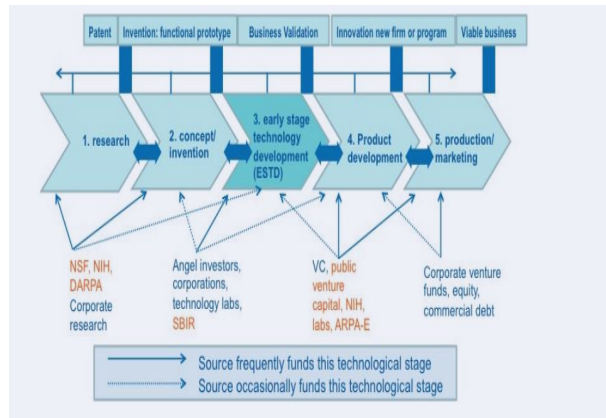 Patent
Invention: functional prototype
Business Validation
Innovation new firm or program
Viable business
1. research
2. concept/
invention
3. early stage
technology
development
(ESTD)
4. Product
development
5. production/
marketing
NSF, NIH,
DARPA
Corporate
research
Angel investors,
corporations,
technology labs,
SBIR
VC, public
venture
capital, NIH,
labs, ARPA-E
Corporate venture
funds, equity,
commercial debt
Source frequently funds this technological stage
Source occasionally funds this technological stage